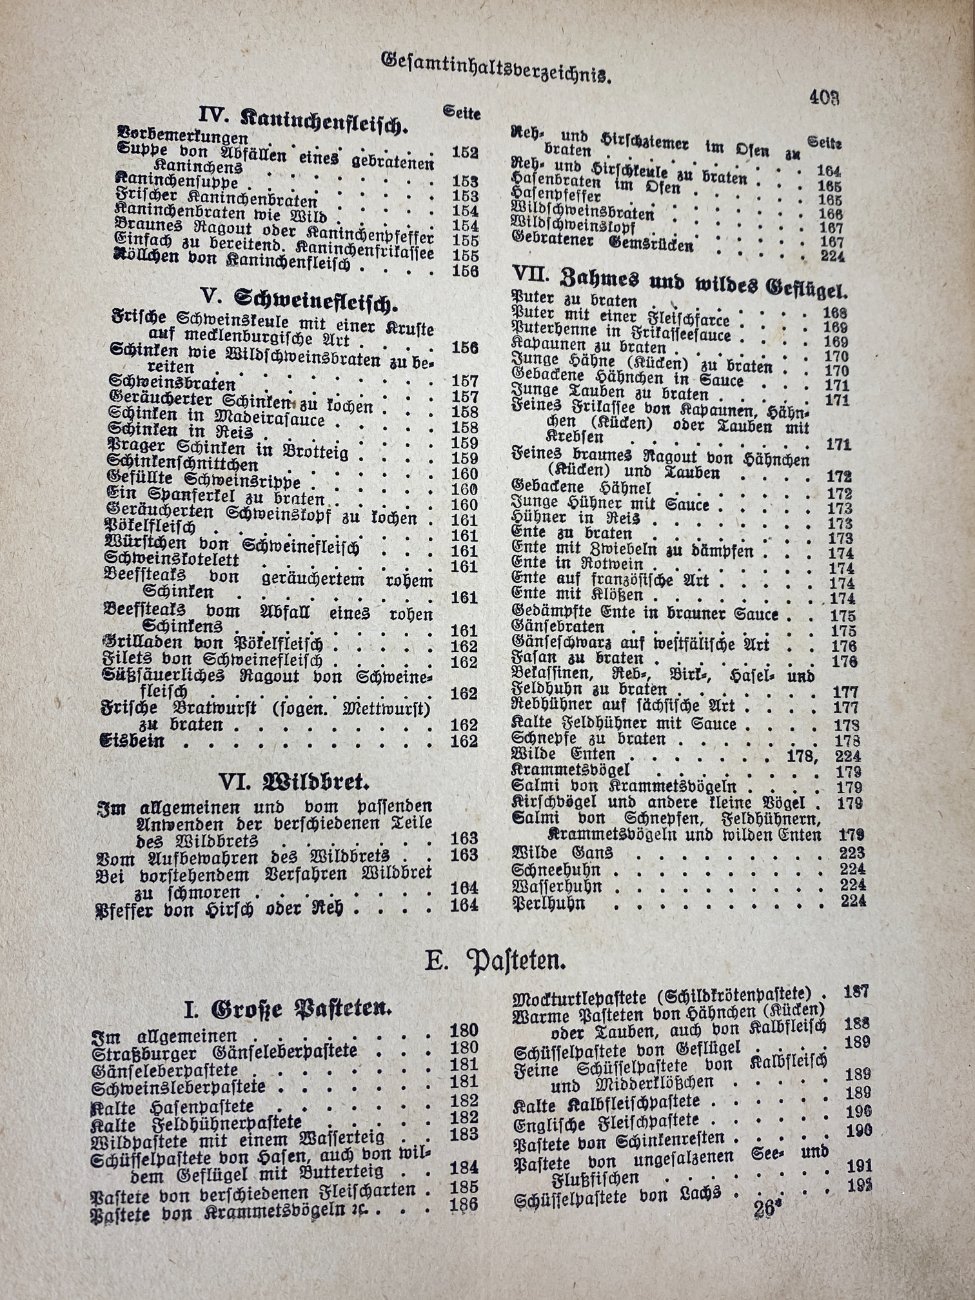 Gesamtinhaltsverzeichnis.
403
IV. Kaninchenfleisch. Seite
Vorbemerkungen . . . . . . . . 152
Suppe von Abfällen eines gebratenen
Kaninchens . . . . . . . . 153
Kaninchensuppe . . . . . . . . 153
Frischer Kaninchenbraten . . . . . 154
Kaninchenbraten wie Wild . . . . . 154
Braunes Ragout oder Kaninchenpfeffer 155
Einfach zu bereitend. Kaninchenfrikassee 155
Röllchen von Kaninchenfleisch . . . . 156
V. Schweinefleisch.
Frische Schweinskeule mit einer Kruste
auf mecklenburgische Art . . . . 156
Schinken wie Wildschweinsbraten zu be-
reiten . . . . . . . . . . 157
Schweinsbraten . . . . . . . . 157
Geräucherter Schinken zu kochen . . . 158
Schinken in Madeirasauce . . . . . 158
Schinken in Reis . . . . . . . . 159
Prager Schinken in Brotteig . . . . 159
Schinkenschnittchen . . . . . . . 160
Gefüllte Schweinsrippe . . . . . . 160
Ein Spanferkel zu braten . . . . . 160
Geräucherten Schweinskopf zu kochen . 161
Pökelfleisch . . . . . . . . . . 161
Würstchen von Schweinefleisch . . . 161
Schweinskotelett . . . . . . . . 161
Beefsteaks von geräuchertem rohem
Schinken . . . . . . . . . 161
Beefsteaks vom Abfall eines rohen
Schinkens . . . . . . . . . 161
Grilladen von Pökelfleisch . . . . . 162
Filets von Schweinefleisch . . . . . 162
Süßsäuerliches Ragout von Schweine-
fleisch . . . . . . . . . . 162
Frische Bratwurst (sogen. Mettwurst)
zu braten . . . . . . . . . 162
Eisbein . . . . . . . . . . . 162
VI. Wildbret.
Im allgemeinen und vom passenden
Anwenden der verschiedenen Teile
des Wildbrets . . . . . . . 163
Vom Aufbewahren des Wildbrets . . 163
Bei vorstehendem Verfahren Wildbret
zu schmoren . . . . . . . . 164
Pfeffer von Hirsch oder Reh . . . . 164
Seite
Reh- und Hirschziemer im Ofen zu
braten . . . . . . . . . . 164
Reh- und Hirschkeule zu braten . . . 165
Hasenbraten im Ofen . . . . . . 165
Hasenpfeffer . . . . . . . . . 166
Wildschweinsbraten . . . . . . . 167
Wildschweinskopf . . . . . . . . 167
Gebratener Gemsrücken . . . . . 224
VII. Zahmes und wildes Geflügel.
Puter zu braten . . . . . . . . 168
Puter mit einer Fleischfarce . . . . 169
Puterhenne in Frikasseesauce . . . . 169
Kapaunen zu braten . . . . . . . 170
Junge Hähne (Kücken) zu braten . . 170
Gebackene Hähnchen in Sauce . . . 171
Junge Tauben zu braten . . . . . 171
Feines Frikassee von Kapaunen, Hähn-
chen (Kücken) oder Tauben mit
Krebsen . . . . . . . . . 171
Feines braunes Ragout von Hähnchen
(Kücken) und Tauben . . . . 172
Gebackene Hähnel . . . . . . . 172
Junge Hühner mit Sauce . . . . . 173
Hühner in Reis . . . . . . . . 173
Ente zu braten . . . . . . . . 173
Ente mit Zwiebeln zu dämpfen . . . 174
Ente in Rotwein . . . . . . . . 174
Ente auf französische Art . . . . . 174
Ente mit Klößen . . . . . . . . 174
Gedämpfte Ente in brauner Sauce . . 175
Gänsebraten . . . . . . . . . 175
Gänseschwarz auf westfälische Art . . 176
Fasan zu braten . . . . . . . . 176
Bekassinen, Reb-, Birk-, Hasel- und
Feldhuhn zu braten . . . . . . . 177
Rebhühner auf sächsische Art . . . . 177
Kalte Feldhühner mit Sauce . . . . 178
Schnepfe zu braten . . . . . . . 178
Wilde Enten . . . . . . . 178, 224
Krammetsvögel . . . . . . . . 179
Salmi von Krammetsvögeln . . . . 179
Kirschvögel und andere kleine Vögel . 179
Salmi von Schnepfen, Feldhühnern,
Krammetsvögeln und wilden Enten 179
Wilde Gans . . . . . . . . . 223
Schneehuhn . . . . . . . . . . 224
Wasserhuhn . . . . . . . . . . 224
Perlhuhn . . . . . . . . . . 224
E. Pasteten.
I. Große Pasteten.
Im allgemeinen . . . . . . . . 180
Straßburger Gänseleberpastete . . . 180
Gänseleberpastete . . . . . . . . 181
Schweinsleberpastete . . . . . . . 181
Kalte Hasenpastete . . . . . . . 182
Kalte Feldhühnerpastete . . . . . 182
Wildpastete mit einem Wasserteig . . 183
Schüsselpastete von Hasen, auch von wil-
dem Geflügel mit Butterteig . . 184
Pastete von verschiedenen Fleischarten . 185
Pastete von Krammetsvögeln ꝛc. . . . 186
Mockturtlepastete (Schildkrötenpastete) . 187
Warme Pasteten von Hähnchen (Kücken)
oder Tauben, auch von Kalbfleisch 188
Schüsselpastete von Geflügel . . . . 189
Feine Schüsselpastete von Kalbfleisch
und Midderklößchen . . . . . 189
Kalte Kalbfleischpastete . . . . . . 189
Englische Fleischpastete . . . . . . 190
Pastete von Schinkenresten . . . . . 190
Pastete von ungesalzenen See- und
Flußfischen . . . . . . . . 191
Schüsselpastete von Lachs . . . . . 192
26*